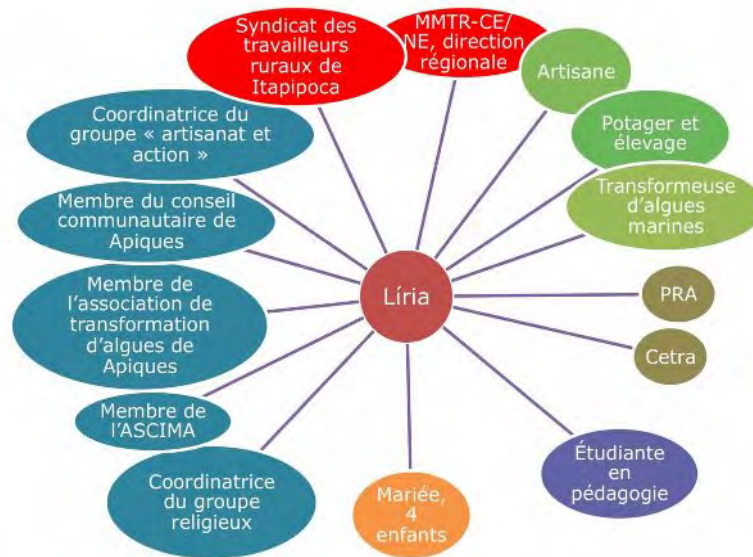 Syndicat des
travailleurs
ruraux de
Itapipoca
MMTR-CE/
NE, direction
régionale
Artisane
Potager et
élevage
Transformeuse
d'algues
marines
PRA
Cetra
Étudiante
en
pédagogie
Mariée,
4
enfants
Coordinatrice
du groupe
religieux
Membre de
l'ASCIMA
Membre de
l'association de
transformation
d'algues de
Apiques
Membre du conseil
communautaire de
Apiques
Coordinatrice du
groupe « artisanat et
action »
Líria